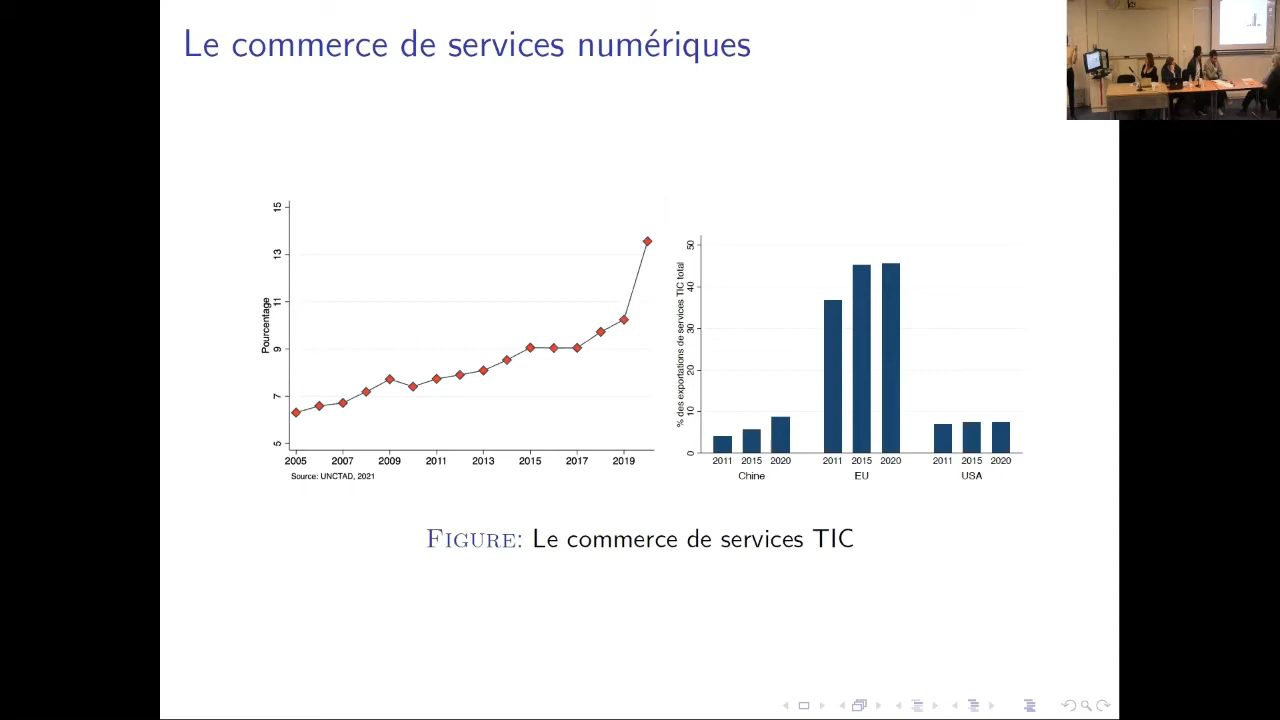 Le commerce de services numériques
Pourcentage
15
13
11
9
7
5
2005 2007 2009 2011 2013 2015 2017 2019
Source: UNCTAD, 2021
% des exportations de services TIC total
50
40
30
20
10
0
2011 2015 2020 2011 2015 2020 2011 2015 2020
Chine EU USA
FIGURE: Le commerce de services TIC